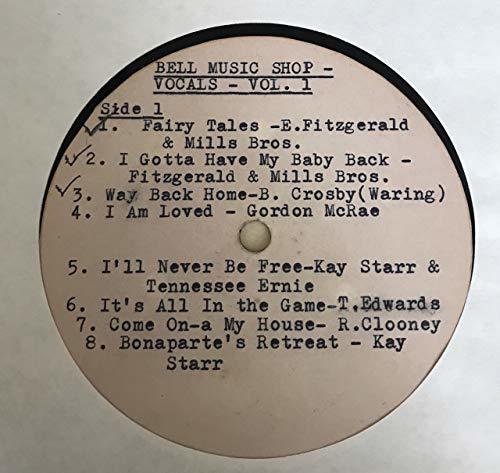 BELL MUSIC SHOP -
VOCALS - VOL. 1
Side 1
1. Fairy Tales -E.Fitzgerald
& Mills Bros.
2. I Gotta Have My Baby Back -
Fitzgerald & Mills Bros.
3. Way Back Home-B. Crosby(Waring)
4. I Am Loved - Gordon McRae
5. I'll Never Be Free-Kay Starr &
Tennessee Ernie
6. It's All In the Game-T.Edwards
7. Come On-a My House- R.Clooney
8. Bonaparte's Retreat - Kay
Starr